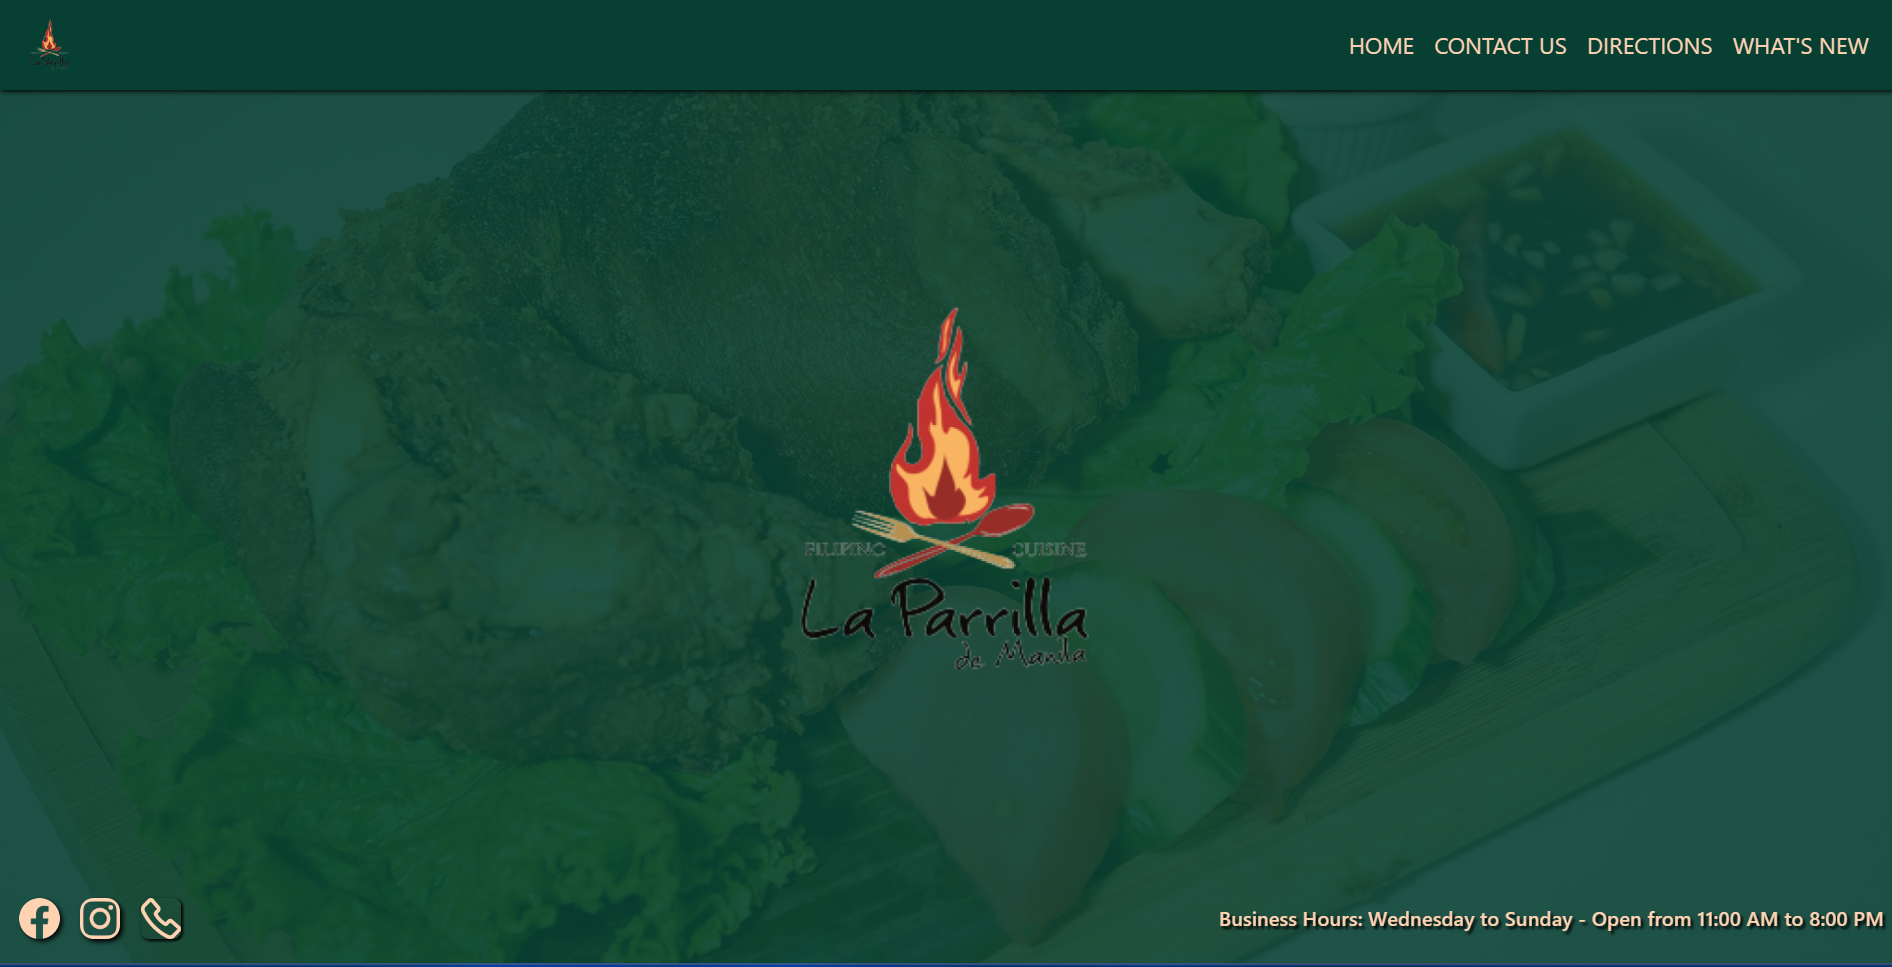 HOME CONTACT US DIRECTIONS WHAT'S NEW
FILIPINO CUISINE
La Parrilla
de Manila
Business Hours: Wednesday to Sunday - Open from 11:00 AM to 8:00 PM